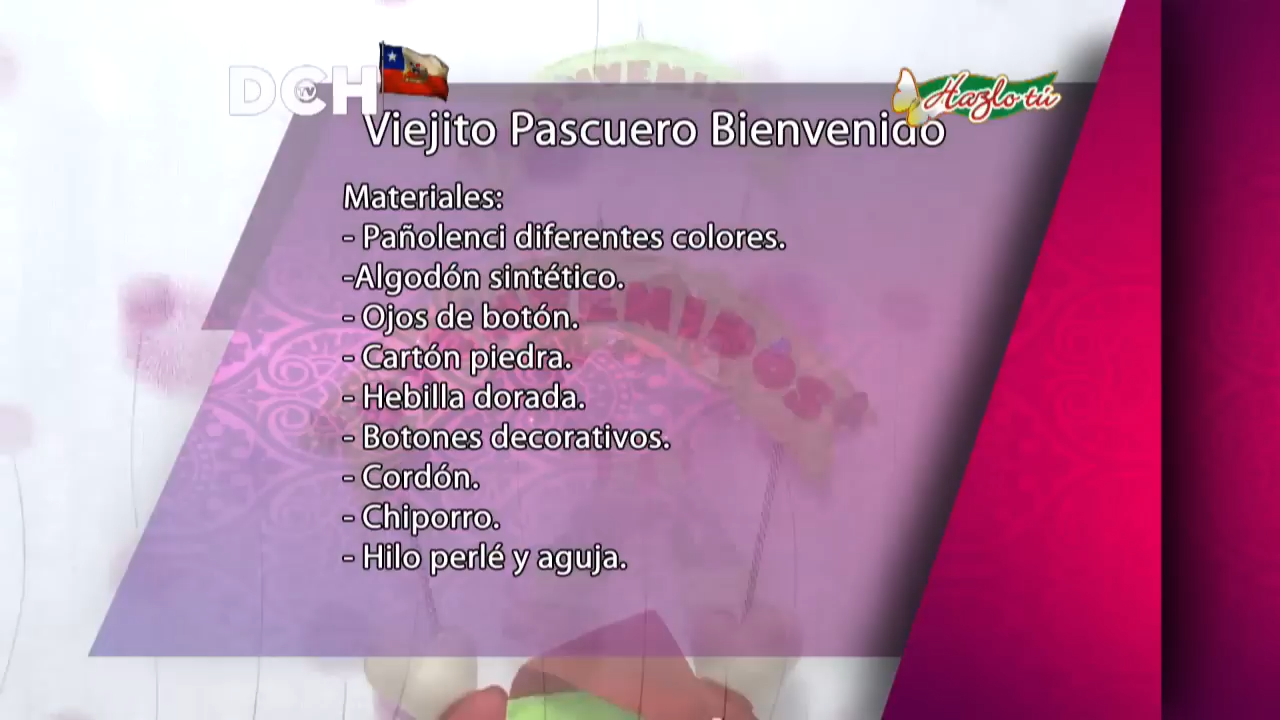 DCH
TV
Hazlo tú
Viejito Pascuero Bienvenido
Materiales:
- Pañolenci diferentes colores.
-Algodón sintético.
- Ojos de botón.
- Cartón piedra.
- Hebilla dorada.
- Botones decorativos.
- Cordón.
- Chiporro.
- Hilo perlé y aguja.